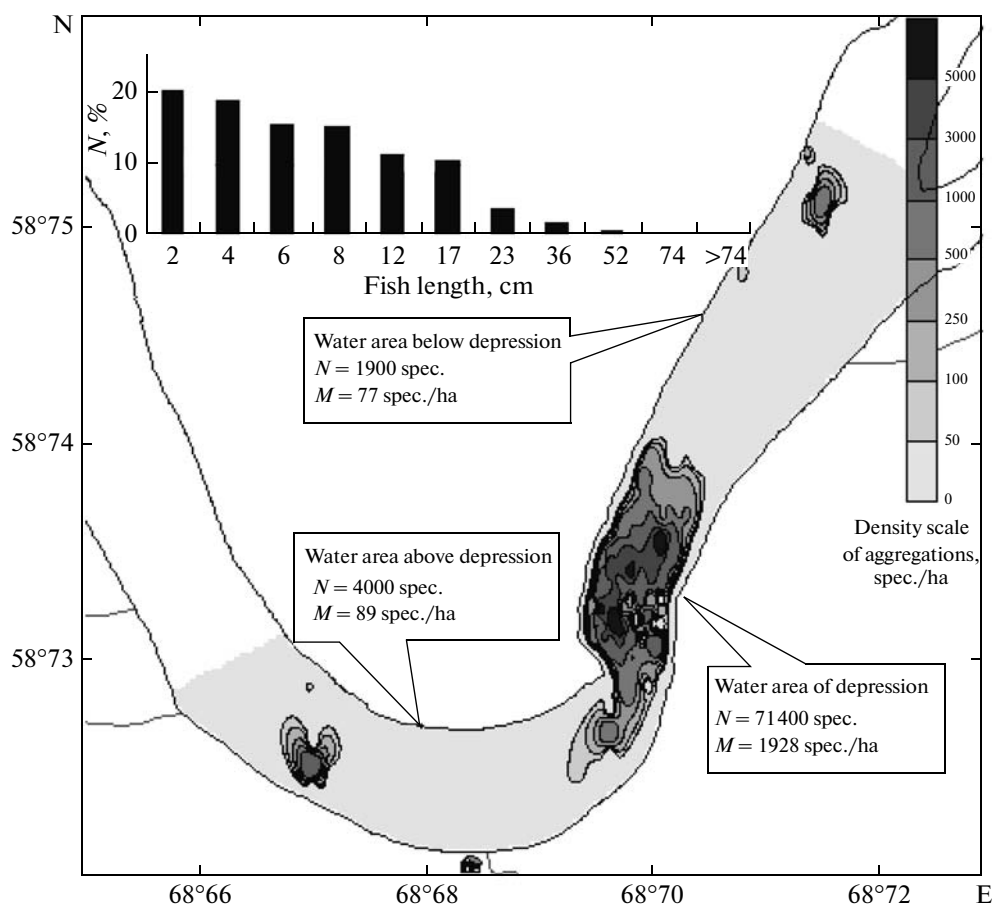 N
N, %
20
10
0
2 4 6 8 12 17 23 36 52 74 >74
Fish length, cm
58°75
58°74
58°73
Water area below depression
N = 1900 spec.
M = 77 spec./ha
Water area above depression
N = 4000 spec.
M = 89 spec./ha
Water area of depression
N = 71400 spec.
M = 1928 spec./ha
5000
3000
1000
500
250
100
50
0
Density scale
of aggregations,
spec./ha
68°66 68°68 68°70 68°72 E